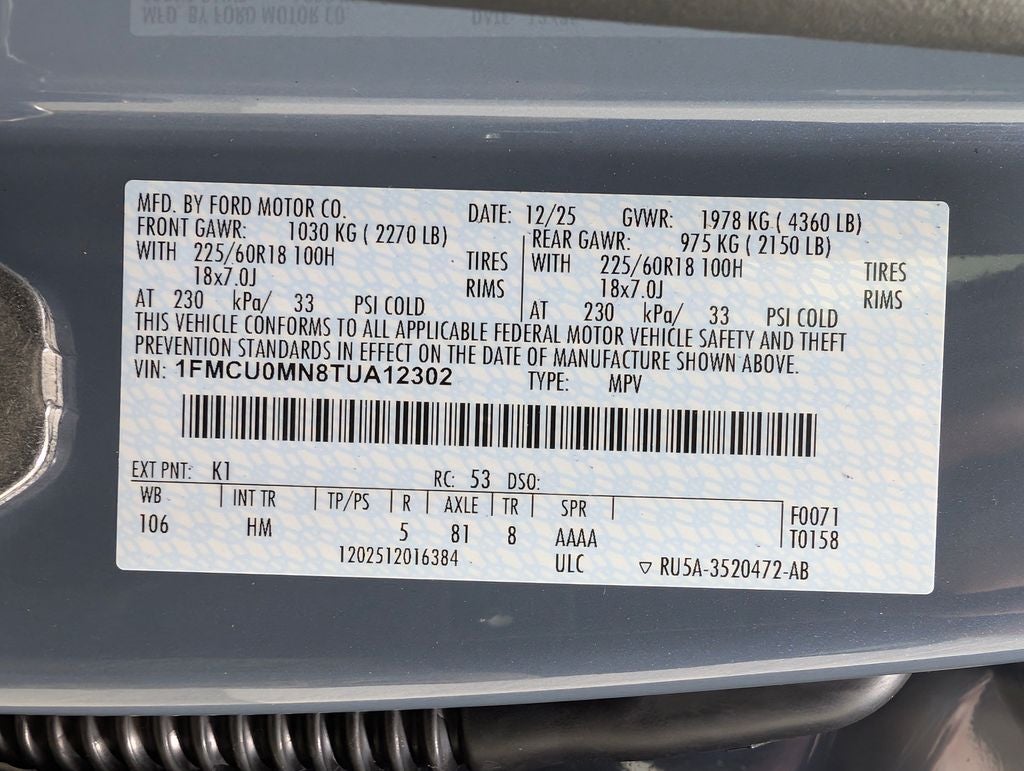 MFD. BY FORD MOTOR CO. DATE: 12/25 GVWR: 1978 KG ( 4360 LB)
FRONT GAWR: 1030 KG ( 2270 LB) REAR GAWR: 975 KG ( 2150 LB)
WITH 225/60R18 100H TIRES WITH 225/60R18 100H TIRES
18x7.0J RIMS 18x7.0J RIMS
AT 230 kPa/ 33 PSI COLD AT 230 kPa/ 33 PSI COLD
THIS VEHICLE CONFORMS TO ALL APPLICABLE FEDERAL MOTOR VEHICLE SAFETY AND THEFT
PREVENTION STANDARDS IN EFFECT ON THE DATE OF MANUFACTURE SHOWN ABOVE.
VIN: 1FMCU0MN8TUA12302 TYPE: MPV
EXT PNT: K1 RC: 53 DSO:
WB INT TR TP/PS R AXLE TR SPR F0071
106 HM 5 81 8 AAAA T0158
1202512016384 ULC ▽ RU5A-3520472-AB